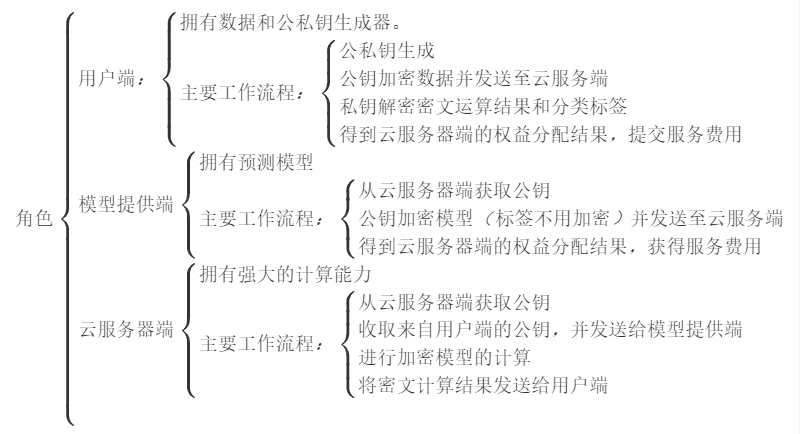 角色
用户端：
拥有数据和公私钥生成器。
主要工作流程：
公私钥生成
公钥加密数据并发送至云服务端
私钥解密密文运算结果和分类标签
得到云服务器端的权益分配结果，提交服务费用
模型提供端
拥有预测模型
主要工作流程：
从云服务器端获取公钥
公钥加密模型（标签不用加密）并发送至云服务端
得到云服务器端的权益分配结果，获得服务费用
云服务器端
拥有强大的计算能力
主要工作流程：
从云服务器端获取公钥
收取来自用户端的公钥，并发送给模型提供端
进行加密模型的计算
将密文计算结果发送给用户端